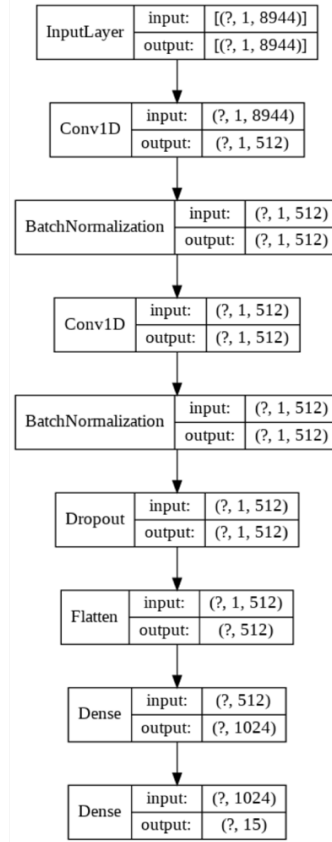 InputLayer
input: [(?, 1, 8944)]
output: [(?, 1, 8944)]
Conv1D
input: (?, 1, 8944)
output: (?, 1, 512)
BatchNormalization
input: (?, 1, 512)
output: (?, 1, 512)
Conv1D
input: (?, 1, 512)
output: (?, 1, 512)
BatchNormalization
input: (?, 1, 512)
output: (?, 1, 512)
Dropout
input: (?, 1, 512)
output: (?, 1, 512)
Flatten
input: (?, 1, 512)
output: (?, 512)
Dense
input: (?, 512)
output: (?, 1024)
Dense
input: (?, 1024)
output: (?, 15)